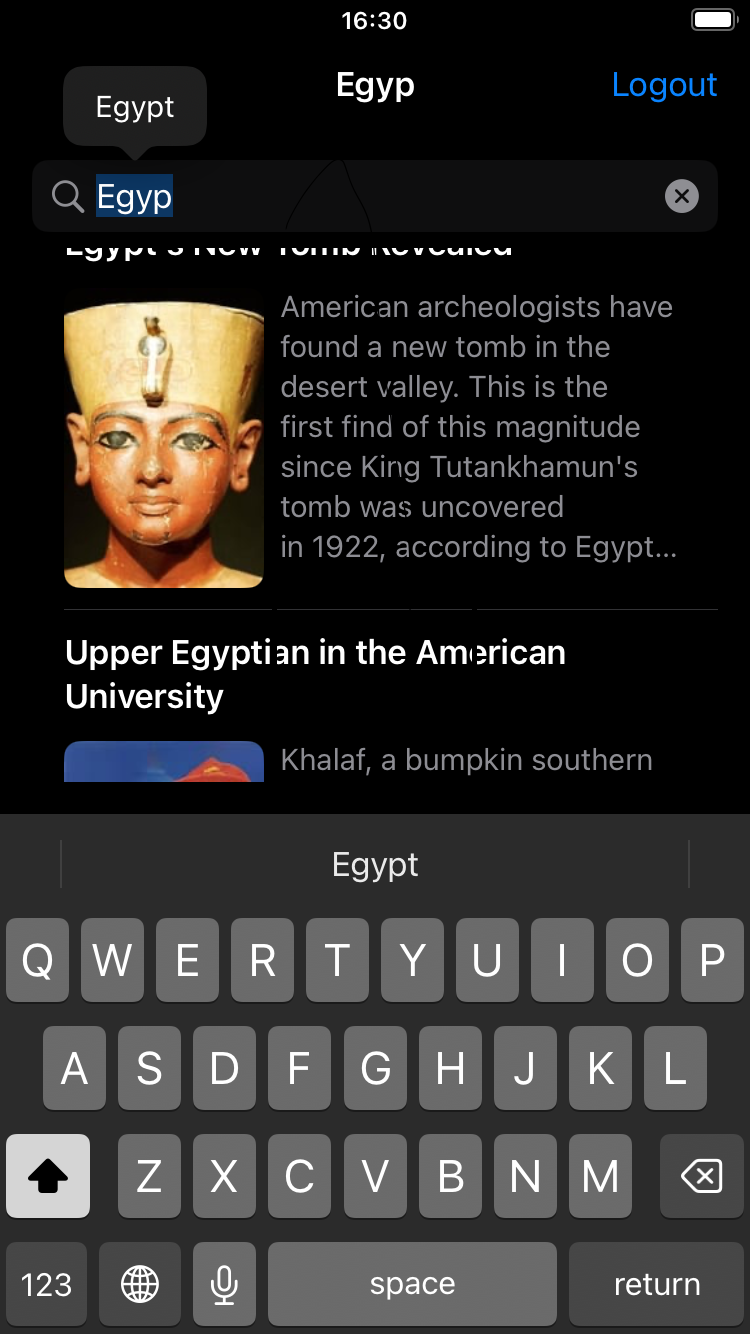 16:30
Egypt
Egyp
Logout
Egyp
Egypt's New Tomb Revealed
American archeologists have
found a new tomb in the
desert valley. This is the
first find of this magnitude
since King Tutankhamun's
tomb was uncovered
in 1922, according to Egypt...
Upper Egyptian in the American
University
Khalaf, a bumpkin southern
Egypt
Q W E R T Y U I O P
A S D F G H J K L
Z X C V B N M
123 space return